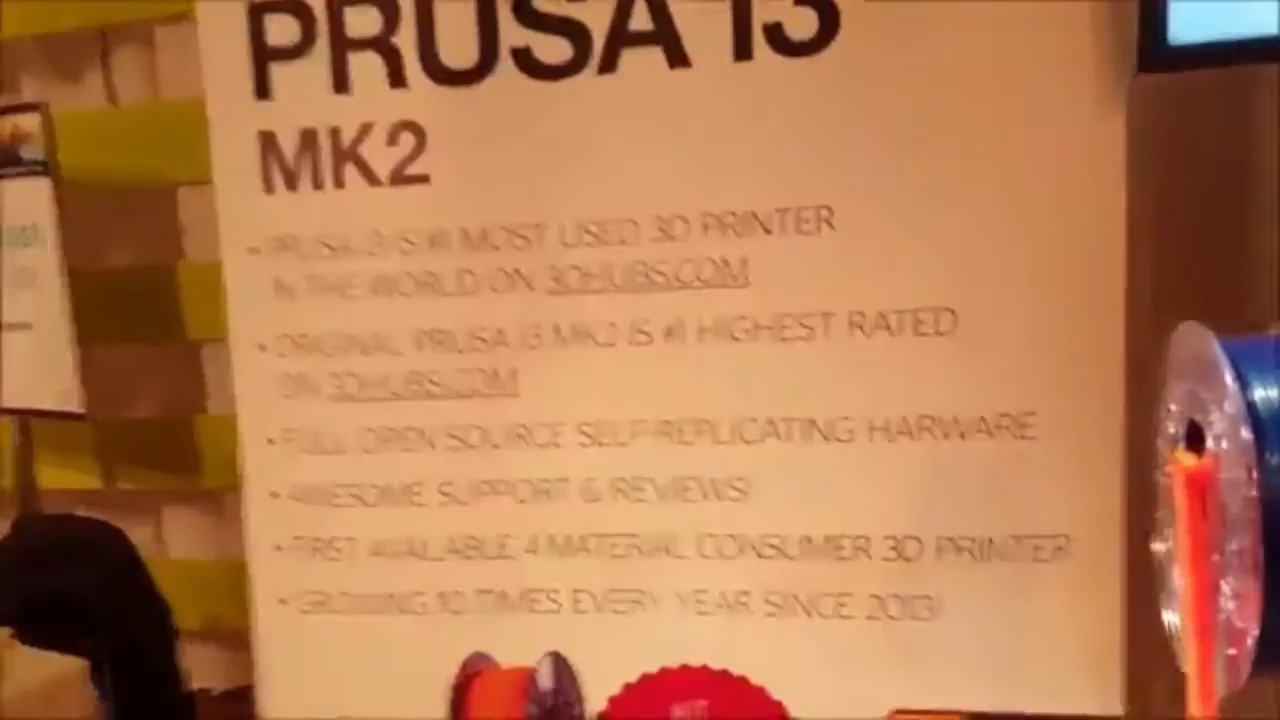 PRUSA i3
MK2
• PRUSA i3 IS #1 MOST USED 3D PRINTER
IN THE WORLD ON 3DHUBS.COM
• ORIGINAL PRUSA i3 MK2 IS #1 HIGHEST RATED
ON 3DHUBS.COM
• FULL OPEN SOURCE SELF-REPLICATING HARWARE
• AWESOME SUPPORT & REVIEWS!
• FIRST AVAILABLE 4 MATERIAL CONSUMER 3D PRINTER
• GROWING 10 TIMES EVERY YEAR SINCE 2013!